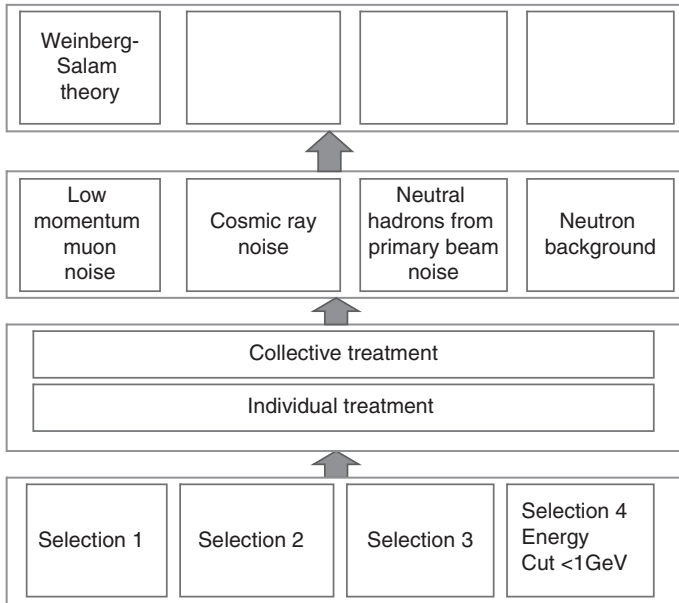 Weinberg-
Salam
theory
Low
momentum
muon
noise
Cosmic ray
noise
Neutral
hadrons from
primary beam
noise
Neutron
background
Collective treatment
Individual treatment
Selection 1
Selection 2
Selection 3
Selection 4
Energy
Cut <1GeV